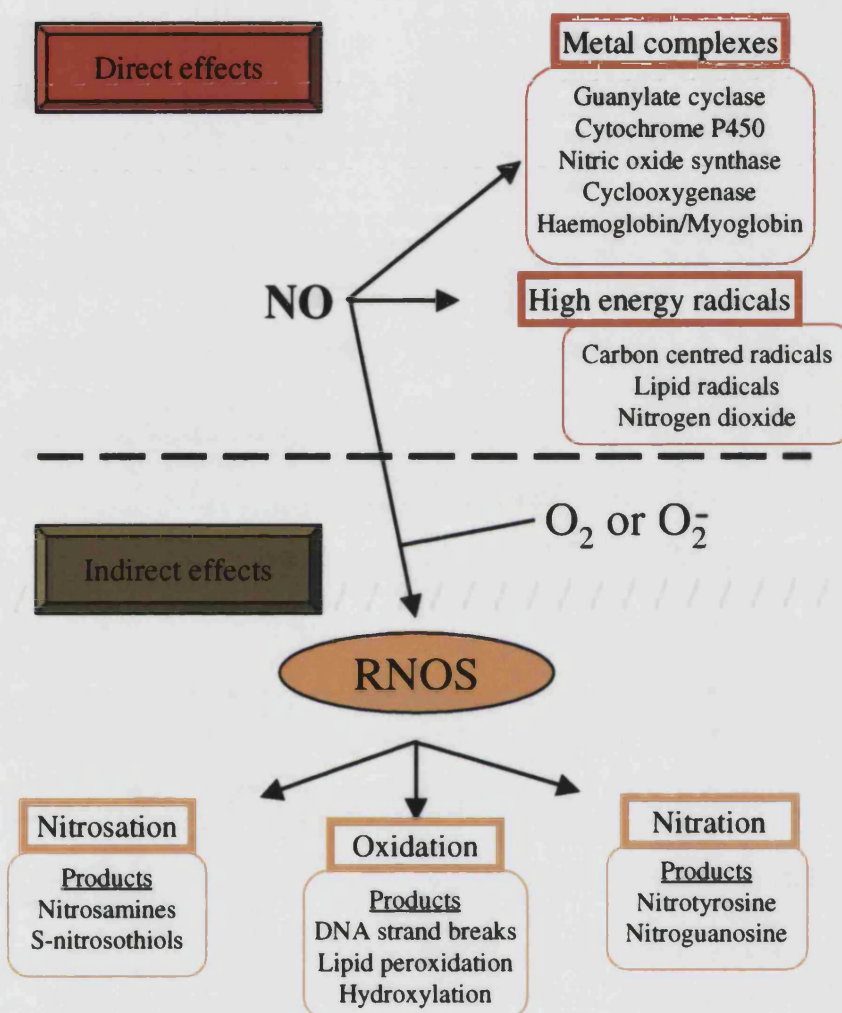 Direct effects
Metal complexes
Guanylate cyclase
Cytochrome P450
Nitric oxide synthase
Cyclooxygenase
Haemoglobin/Myoglobin
NO
High energy radicals
Carbon centred radicals
Lipid radicals
Nitrogen dioxide
O₂ or O₂⁻
Indirect effects
RNOS
Nitrosation
Products
Nitrosamines
S-nitrosothiols
Oxidation
Products
DNA strand breaks
Lipid peroxidation
Hydroxylation
Nitration
Products
Nitrotyrosine
Nitroguanosine